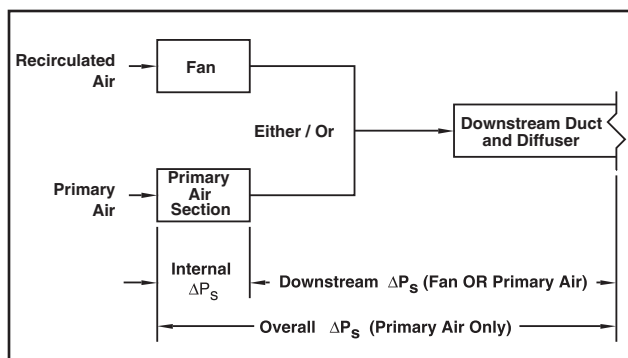 Recirculated
Air
Fan
Either / Or
Downstream Duct
and Diffuser
Primary
Air
Primary
Air
Section
Internal
ΔPs
Downstream ΔPs (Fan OR Primary Air)
Overall ΔPs (Primary Air Only)